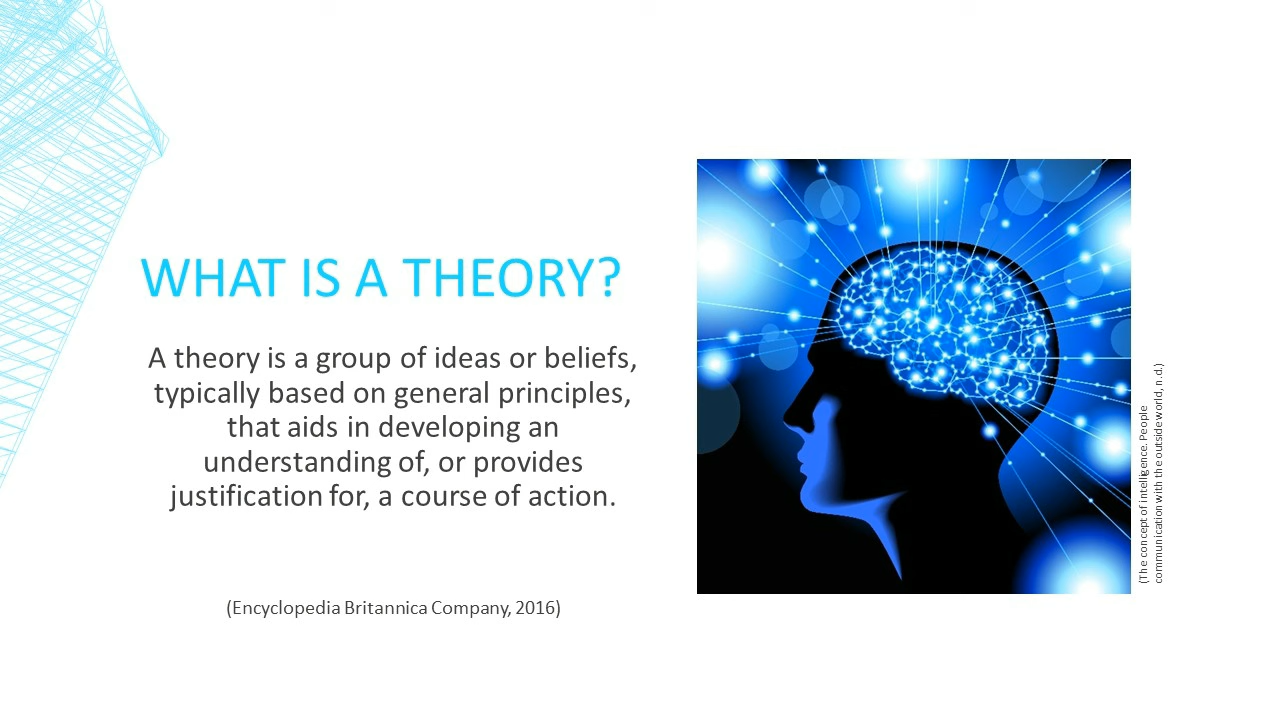 WHAT IS A THEORY?
A theory is a group of ideas or beliefs,
typically based on general principles,
that aids in developing an
understanding of, or provides
justification for, a course of action.
(Encyclopedia Britannica Company, 2016)
(The concept of intelligence. People
communication with the outside world, n.d.)